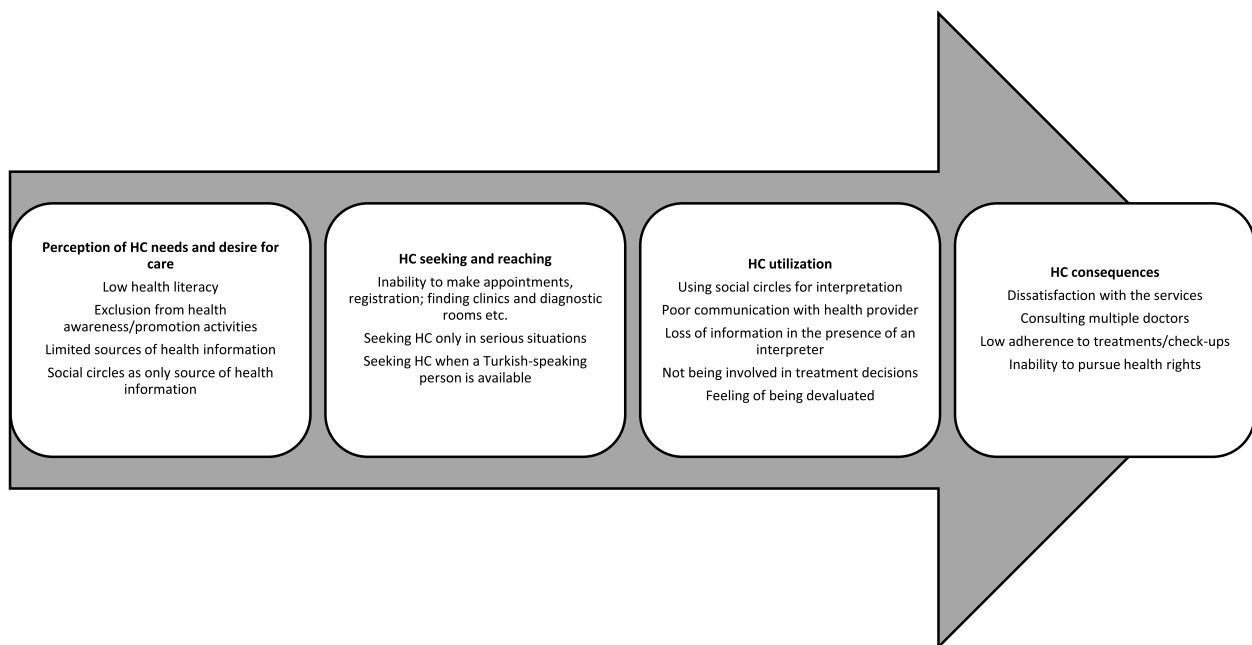 Perception of HC needs and desire for
care
Low health literacy
Exclusion from health
awareness/promotion activities
Limited sources of health information
Social circles as only source of health
information
HC seeking and reaching
Inability to make appointments,
registration; finding clinics and diagnostic
rooms etc.
Seeking HC only in serious situations
Seeking HC when a Turkish-speaking
person is available
HC utilization
Using social circles for interpretation
Poor communication with health provider
Loss of information in the presence of an
interpreter
Not being involved in treatment decisions
Feeling of being devaluated
HC consequences
Dissatisfaction with the services
Consulting multiple doctors
Low adherence to treatments/check-ups
Inability to pursue health rights